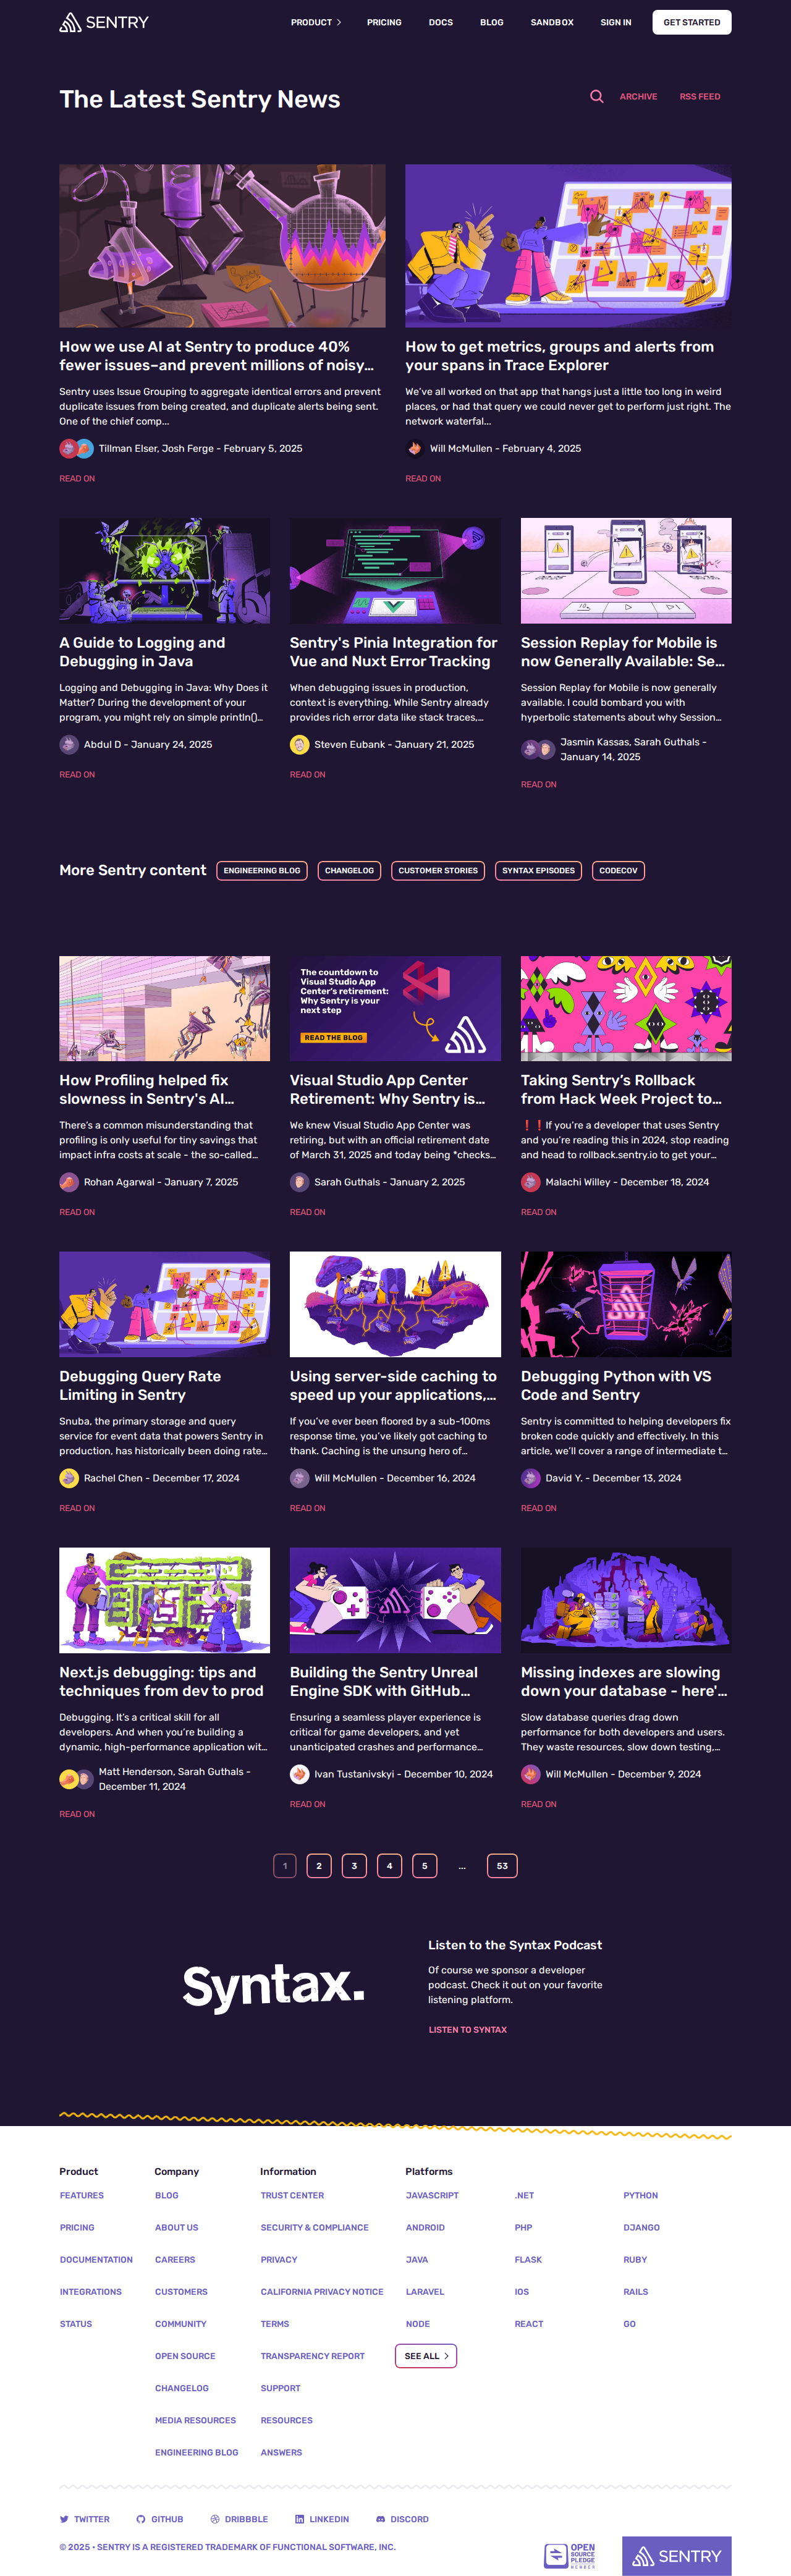 SENTRY
PRODUCT
PRICING
DOCS
BLOG
SANDBOX
SIGN IN
GET STARTED
The Latest Sentry News
ARCHIVE
RSS FEED
How we use AI at Sentry to produce 40%
fewer issues–and prevent millions of noisy...
Sentry uses Issue Grouping to aggregate identical errors and prevent
duplicate issues from being created, and duplicate alerts being sent.
One of the chief comp...
Tillman Elser, Josh Ferge - February 5, 2025
READ ON
How to get metrics, groups and alerts from
your spans in Trace Explorer
We've all worked on that app that hangs just a little too long in weird
places, or had that query we could never get to perform just right. The
network waterfal...
Will McMullen - February 4, 2025
READ ON
A Guide to Logging and
Debugging in Java
Logging and Debugging in Java: Why Does it
Matter? During the development of your
program, you might rely on simple println()...
Abdul D - January 24, 2025
READ ON
Sentry's Pinia Integration for
Vue and Nuxt Error Tracking
When debugging issues in production,
context is everything. While Sentry already
provides rich error data like stack traces,...
Steven Eubank - January 21, 2025
READ ON
Session Replay for Mobile is
now Generally Available: Se...
Session Replay for Mobile is now generally
available. I could bombard you with
hyperbolic statements about why Session...
Jasmin Kassas, Sarah Guthals -
January 14, 2025
READ ON
More Sentry content
ENGINEERING BLOG
CHANGELOG
CUSTOMER STORIES
SYNTAX EPISODES
CODECOV
How Profiling helped fix
slowness in Sentry's AI...
There's a common misunderstanding that
profiling is only useful for tiny savings that
impact infra costs at scale - the so-called...
Rohan Agarwal - January 7, 2025
READ ON
The countdown to
Visual Studio App
Center's retirement:
Why Sentry is your
next step
READ THE BLOG
Visual Studio App Center
Retirement: Why Sentry is...
We knew Visual Studio App Center was
retiring, but with an official retirement date
of March 31, 2025 and today being *checks...
Sarah Guthals - January 2, 2025
READ ON
Taking Sentry's Rollback
from Hack Week Project to...
❗❗If you're a developer that uses Sentry
and you're reading this in 2024, stop reading
and head to rollback.sentry.io to get your...
Malachi Willey - December 18, 2024
READ ON
Debugging Query Rate
Limiting in Sentry
Snuba, the primary storage and query
service for event data that powers Sentry in
production, has historically been doing rate...
Rachel Chen - December 17, 2024
READ ON
Using server-side caching to
speed up your applications,...
If you've ever been floored by a sub-100ms
response time, you've likely got caching to
thank. Caching is the unsung hero of...
Will McMullen - December 16, 2024
READ ON
Debugging Python with VS
Code and Sentry
Sentry is committed to helping developers fix
broken code quickly and effectively. In this
article, we'll cover a range of intermediate t...
David Y. - December 13, 2024
READ ON
Next.js debugging: tips and
techniques from dev to prod
Debugging. It's a critical skill for all
developers. And when you're building a
dynamic, high-performance application wit...
Matt Henderson, Sarah Guthals -
December 11, 2024
READ ON
Building the Sentry Unreal
Engine SDK with GitHub...
Ensuring a seamless player experience is
critical for game developers, and yet
unanticipated crashes and performance...
Ivan Tustanivskyi - December 10, 2024
READ ON
Missing indexes are slowing
down your database - here'...
Slow database queries drag down
performance for both developers and users.
They waste resources, slow down testing,...
Will McMullen - December 9, 2024
READ ON
1
2
3
4
5
...
53
Syntax.
Listen to the Syntax Podcast
Of course we sponsor a developer
podcast. Check it out on your favorite
listening platform.
LISTEN TO SYNTAX
Product
FEATURES
PRICING
DOCUMENTATION
INTEGRATIONS
STATUS
Company
BLOG
ABOUT US
CAREERS
CUSTOMERS
COMMUNITY
OPEN SOURCE
CHANGELOG
MEDIA RESOURCES
ENGINEERING BLOG
Information
TRUST CENTER
SECURITY & COMPLIANCE
PRIVACY
CALIFORNIA PRIVACY NOTICE
TERMS
TRANSPARENCY REPORT
SUPPORT
RESOURCES
ANSWERS
Platforms
JAVASCRIPT
ANDROID
JAVA
LARAVEL
NODE
.NET
PHP
FLASK
IOS
REACT
PYTHON
DJANGO
RUBY
RAILS
GO
SEE ALL
TWITTER
GITHUB
DRIBBBLE
LINKEDIN
DISCORD
© 2025 • SENTRY IS A REGISTERED TRADEMARK OF FUNCTIONAL SOFTWARE, INC.
OPEN
SOURCE
PLEDGE
MEMBER
SENTRY